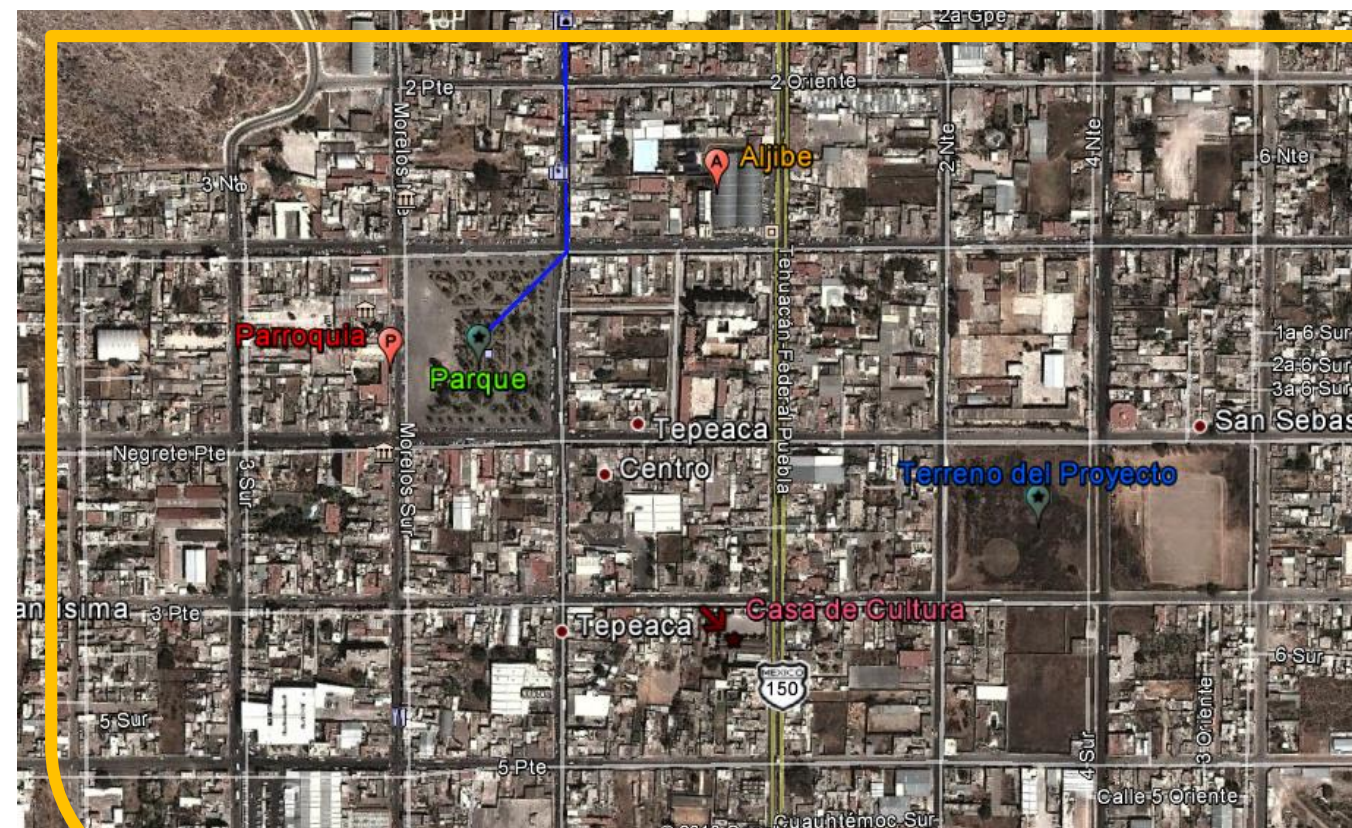 2a Gpe
2 Pte
2 Oriente
Morelos
Aljibe
A
2 Nte
4 Nte
6 Nte
3 Nte
Tehuacan-Federal Puebla
Parroquia
P
Parque
1a 6 Sur
2a 6 Sur
3a 6 Sur
Tepeaca
San Sebas
Negrete Pte
Morelos Sur
3 Sur
Centro
Terreno del Proyecto
3 Pte
Tepeaca
Casa de Cultura
MEXICO
150
6 Sur
5 Sur
3 Oriente
4 Sur
5 Pte
Calle 5 Oriente
Cuauhtémoc Sur